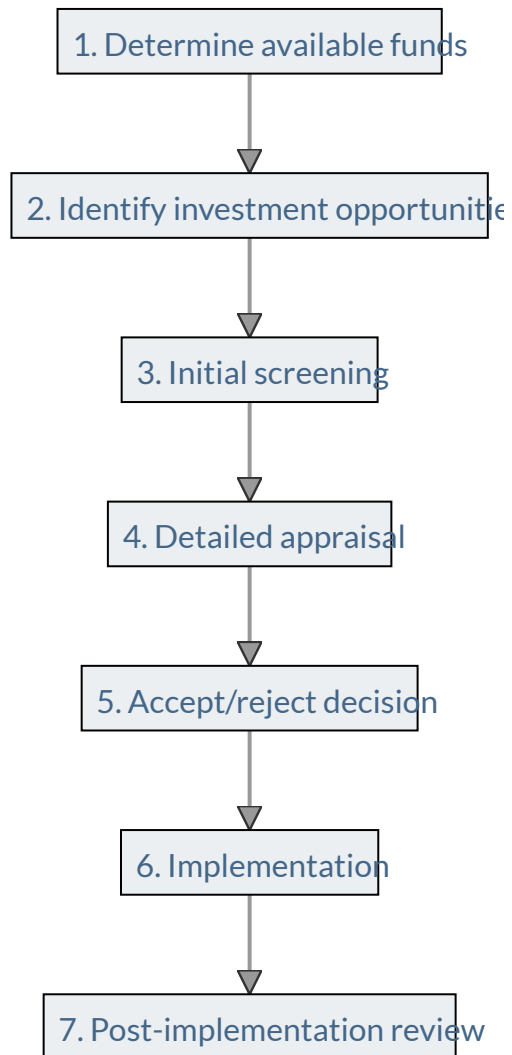 1. Determine available funds
2. Identify investment opportunitie
3. Initial screening
4. Detailed appraisal
5. Accept/reject decision
6. Implementation
7. Post-implementation review